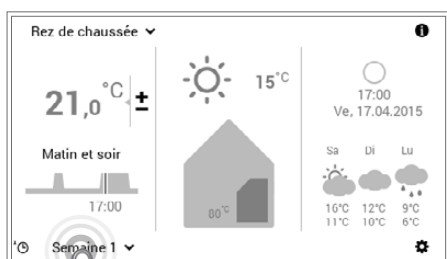 Rez de chaussée
21,0 °C ±
Matin et soir
17:00
Semaine 1
15°C
80°C
17:00
Ve, 17.04.2015
Sa Di Lu
16°C 12°C 9°C
11°C 10°C 6°C